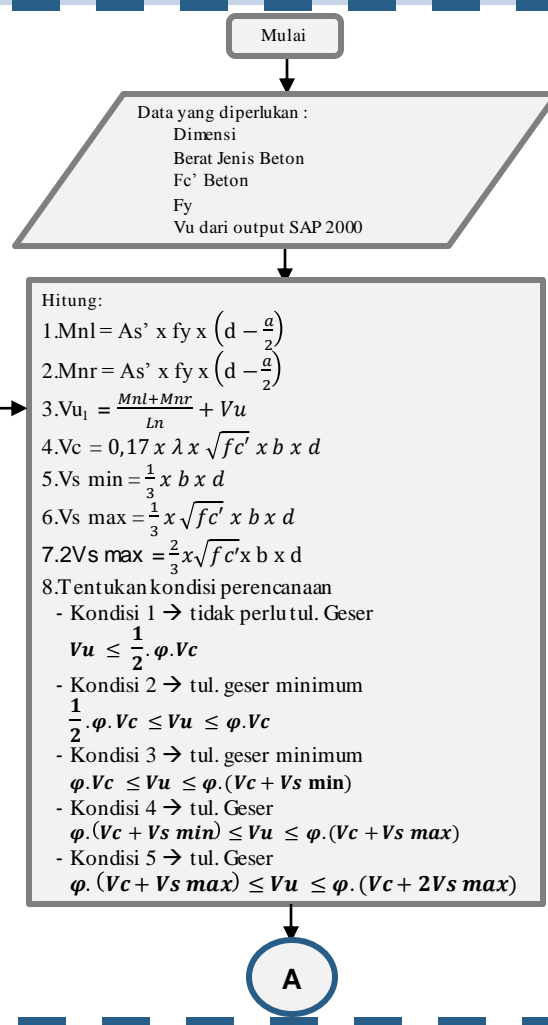 Mulai
Data yang diperlukan :
Dimensi
Berat Jenis Beton
Fc' Beton
Fy
Vu dari output SAP 2000
Hitung:
1.Mnl = As' x fy x (d − a/2)
2.Mnr = As' x fy x (d − a/2)
3.Vu₁ = (Mnl+Mnr)/Ln + Vu
4.Vc = 0,17 x λ x √fc′ x b x d
5.Vs min = 1/3 x b x d
6.Vs max = 1/3 x √fc′ x b x d
7.2Vs max = 2/3 x √fc′ x b x d
8.Tentukan kondisi perencanaan
- Kondisi 1 → tidak perlu tul. Geser
Vu ≤ 1/2 . φ.Vc
- Kondisi 2 → tul. geser minimum
1/2 . φ. Vc ≤ Vu ≤ φ. Vc
- Kondisi 3 → tul. geser minimum
φ.Vc ≤ Vu ≤ φ. (Vc + Vs min)
- Kondisi 4 → tul. Geser
φ. (Vc + Vs min) ≤ Vu ≤ φ. (Vc + Vs max)
- Kondisi 5 → tul. Geser
φ. (Vc + Vs max) ≤ Vu ≤ φ. (Vc + 2Vs max)
A